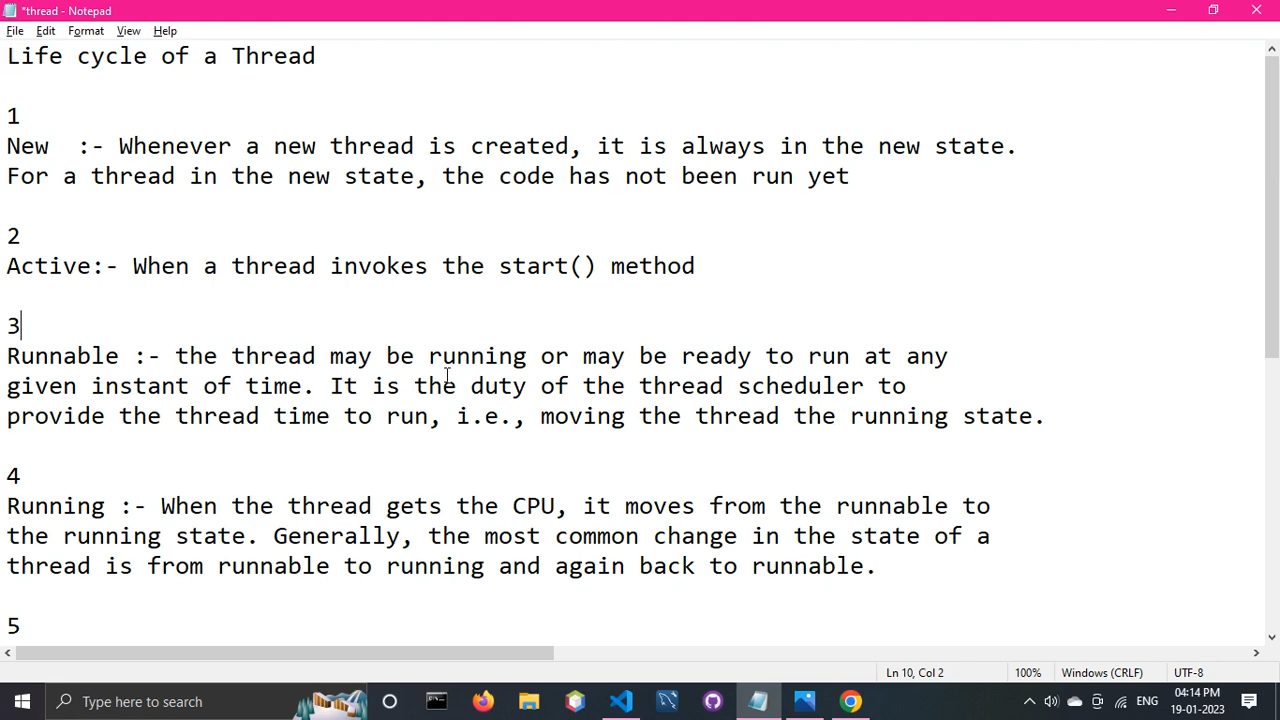 *thread - Notepad
File Edit Format View Help
Life cycle of a Thread
1
New  :- Whenever a new thread is created, it is always in the new state.
For a thread in the new state, the code has not been run yet
2
Active:- When a thread invokes the start() method
3
Runnable :- the thread may be running or may be ready to run at any
given instant of time. It is the duty of the thread scheduler to
provide the thread time to run, i.e., moving the thread the running state.
4
Running :- When the thread gets the CPU, it moves from the runnable to
the running state. Generally, the most common change in the state of a
thread is from runnable to running and again back to runnable.
5
Ln 10, Col 2 100% Windows (CRLF) UTF-8
Type here to search ENG 04:14 PM
19-01-2023